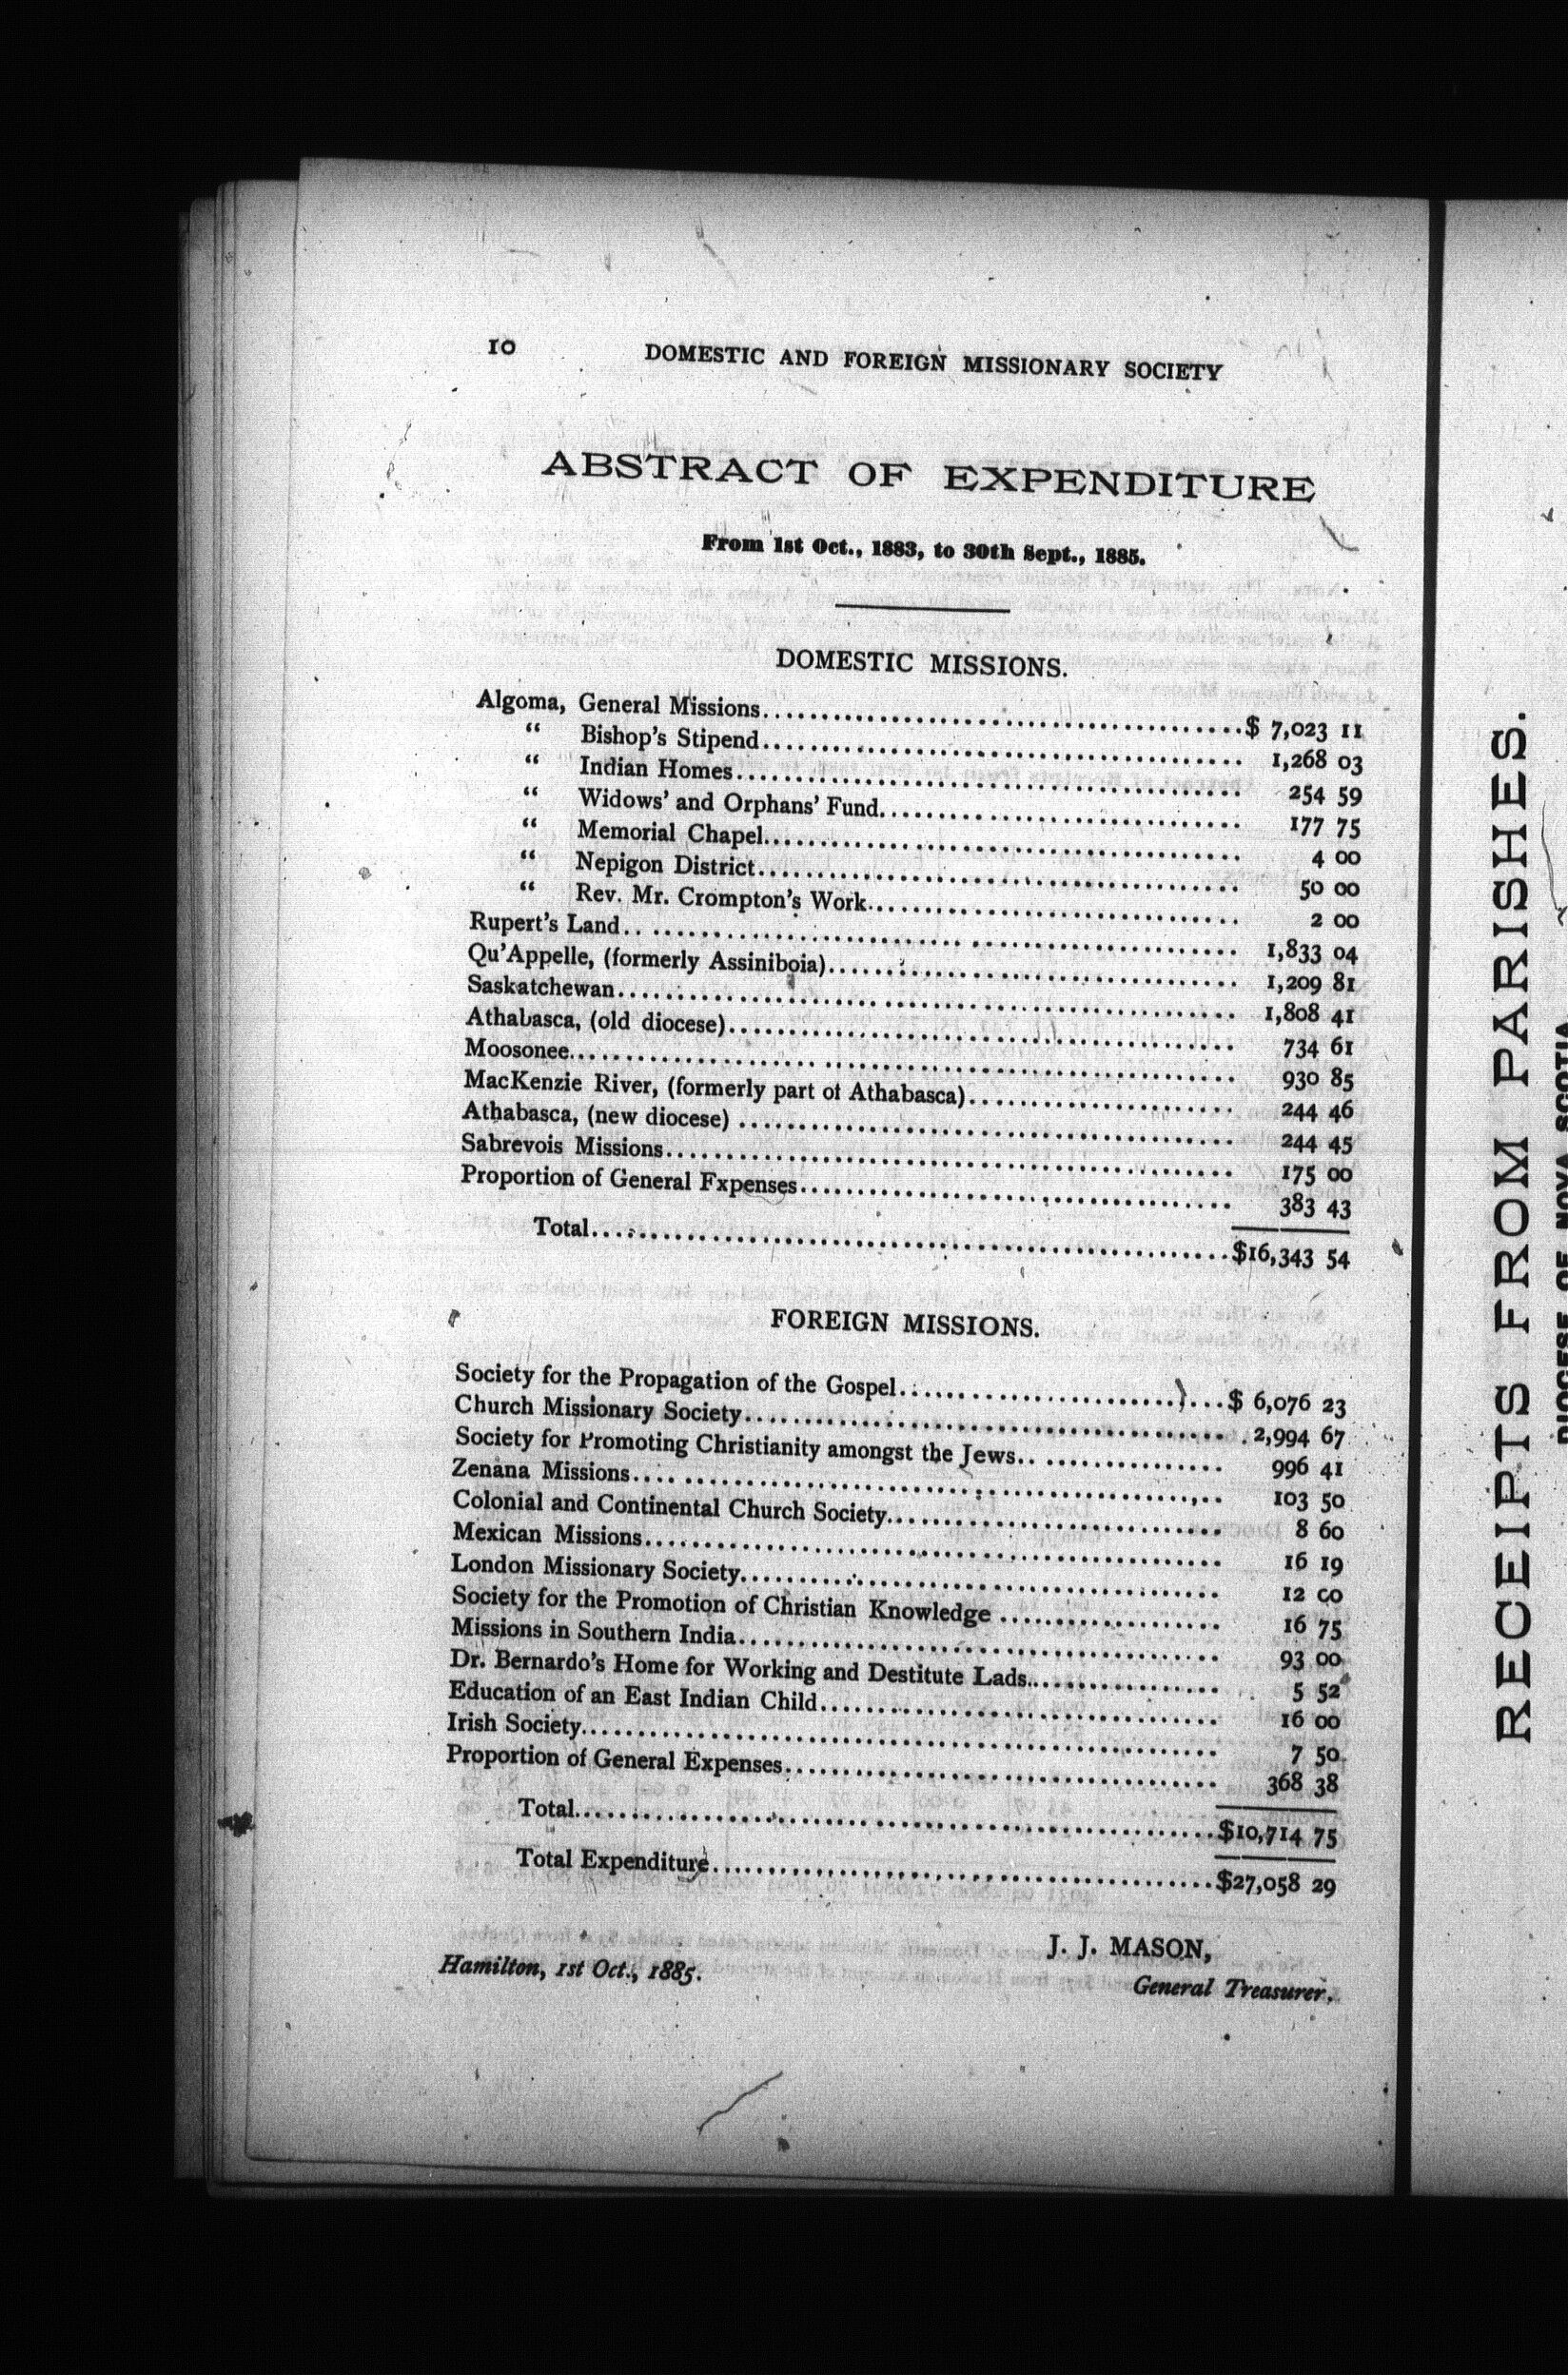 10 DOMESTIC AND FOREIGN MISSIONARY SOCIETY
ABSTRACT OF EXPENDITURE
From 1st Oct., 1883, to 30th Sept., 1885.
DOMESTIC MISSIONS.
Algoma, General Missions........................................$ 7,023 11
“ Bishop's Stipend........................................ 1,268 03
“ Indian Homes........................................ 254 59
“ Widows' and Orphans' Fund........................................ 177 75
“ Memorial Chapel........................................ 4 00
“ Nepigon District........................................ 50 00
“ Rev. Mr. Crompton's Work........................................ 2 00
Rupert's Land........................................ 1,833 04
Qu'Appelle, (formerly Assiniboia)........................................ 1,209 81
Saskatchewan........................................ 1,808 41
Athabasca, (old diocese)........................................ 734 61
Moosonee........................................ 930 85
MacKenzie River, (formerly part of Athabasca)........................ 244 46
Athabasca, (new diocese) ........................................ 244 45
Sabrevois Missions........................................ 175 00
Proportion of General Fxpenses........................................ 383 43
Total........................................$16,343 54
FOREIGN MISSIONS.
Society for the Propagation of the Gospel..............................$ 6,076 23
Church Missionary Society........................................ 2,994 67
Society for Promoting Christianity amongst the Jews.................. 996 41
Zenana Missions........................................ 103 50
Colonial and Continental Church Society.............................. 8 60
Mexican Missions........................................ 16 19
London Missionary Society........................................ 12 00
Society for the Promotion of Christian Knowledge ................... 16 75
Missions in Southern India........................................ 93 00
Dr. Bernardo's Home for Working and Destitute Lads.................. 5 52
Education of an East Indian Child.................................. 16 00
Irish Society........................................ 7 50
Proportion of General Expenses.................................... 368 38
Total........................................$10,714 75
Total Expenditure........................................$27,058 29
J. J. MASON,
Hamilton, 1st Oct., 1885.
General Treasurer.
RECEIPTS FROM PARISHES.
DIOCESE OF NOVA SCOTIA